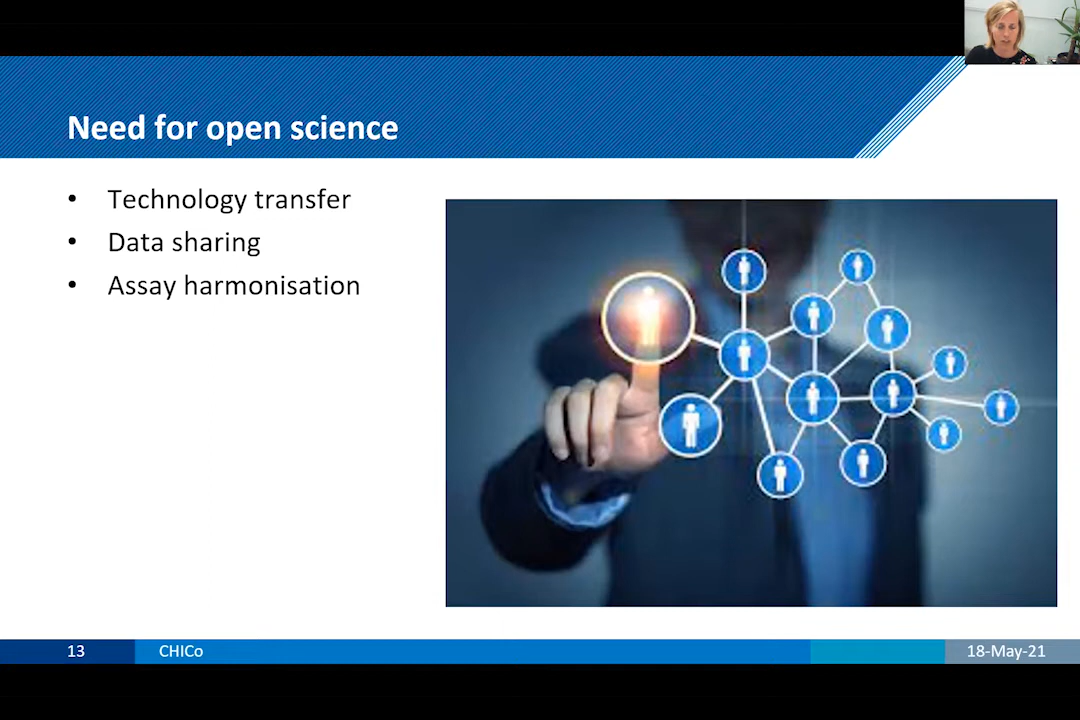 Need for open science
• Technology transfer
• Data sharing
• Assay harmonisation
13 CHICo 18-May-21